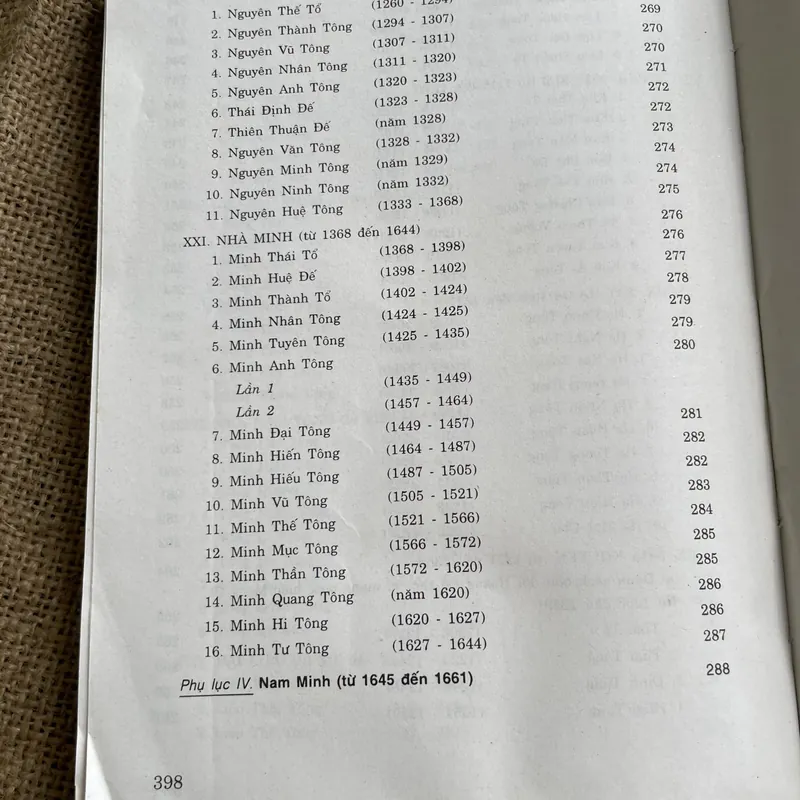 1. Nguyên Thế Tổ (1260 - 1294)
2. Nguyên Thành Tông (1294 - 1307) 269
3. Nguyên Vũ Tông (1307 - 1311) 270
4. Nguyên Nhân Tông (1311 - 1320) 270
5. Nguyên Anh Tông (1320 - 1323) 271
6. Thái Định Đế (1323 - 1328) 272
7. Thiên Thuận Đế (năm 1328) 272
8. Nguyên Văn Tông (1328 - 1332) 273
9. Nguyên Minh Tông (năm 1329) 274
10. Nguyên Ninh Tông (năm 1332) 274
11. Nguyên Huệ Tông (1333 - 1368) 275
XXI. NHÀ MINH (từ 1368 đến 1644) 276
1. Minh Thái Tổ (1368 - 1398) 276
2. Minh Huệ Đế (1398 - 1402) 277
3. Minh Thành Tổ (1402 - 1424) 278
4. Minh Nhân Tông (1424 - 1425) 279
5. Minh Tuyên Tông (1425 - 1435) 279
6. Minh Anh Tông 280
Lần 1 (1435 - 1449)
Lần 2 (1457 - 1464)
7. Minh Đại Tông (1449 - 1457) 281
8. Minh Hiến Tông (1464 - 1487) 282
9. Minh Hiếu Tông (1487 - 1505) 282
10. Minh Vũ Tông (1505 - 1521) 283
11. Minh Thế Tông (1521 - 1566) 284
12. Minh Mục Tông (1566 - 1572) 285
13. Minh Thần Tông (1572 - 1620) 285
14. Minh Quang Tông (năm 1620) 286
15. Minh Hi Tông (1620 - 1627) 286
16. Minh Tư Tông (1627 - 1644) 287
Phụ lục IV. Nam Minh (từ 1645 đến 1661) 288
398